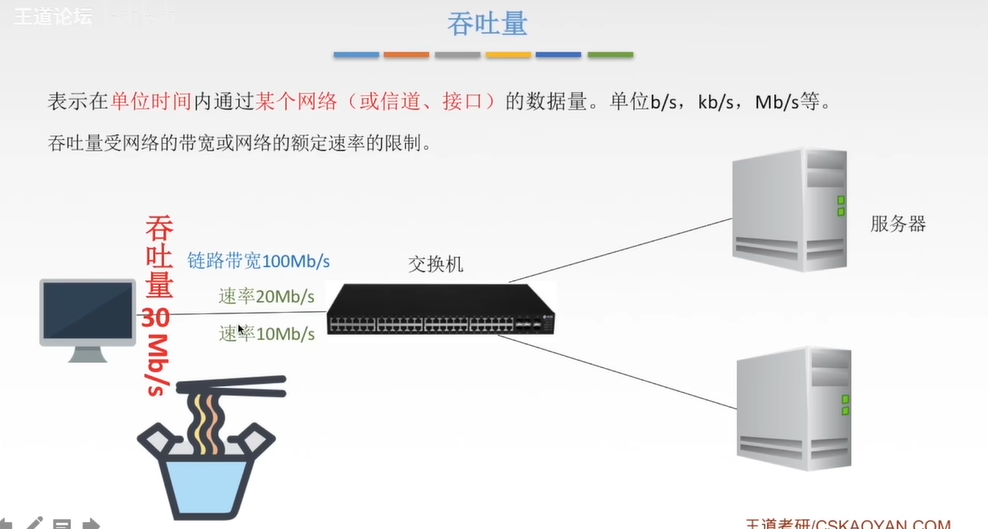 王道论坛
吞吐量
表示在单位时间内通过某个网络（或信道、接口）的数据量。单位b/s，kb/s，Mb/s等。
吞吐量受网络的带宽或网络的额定速率的限制。
吞吐量30Mb/s
链路带宽100Mb/s
速率20Mb/s
速率10Mb/s
交换机
服务器
王道考研/CSKAOYAN.COM